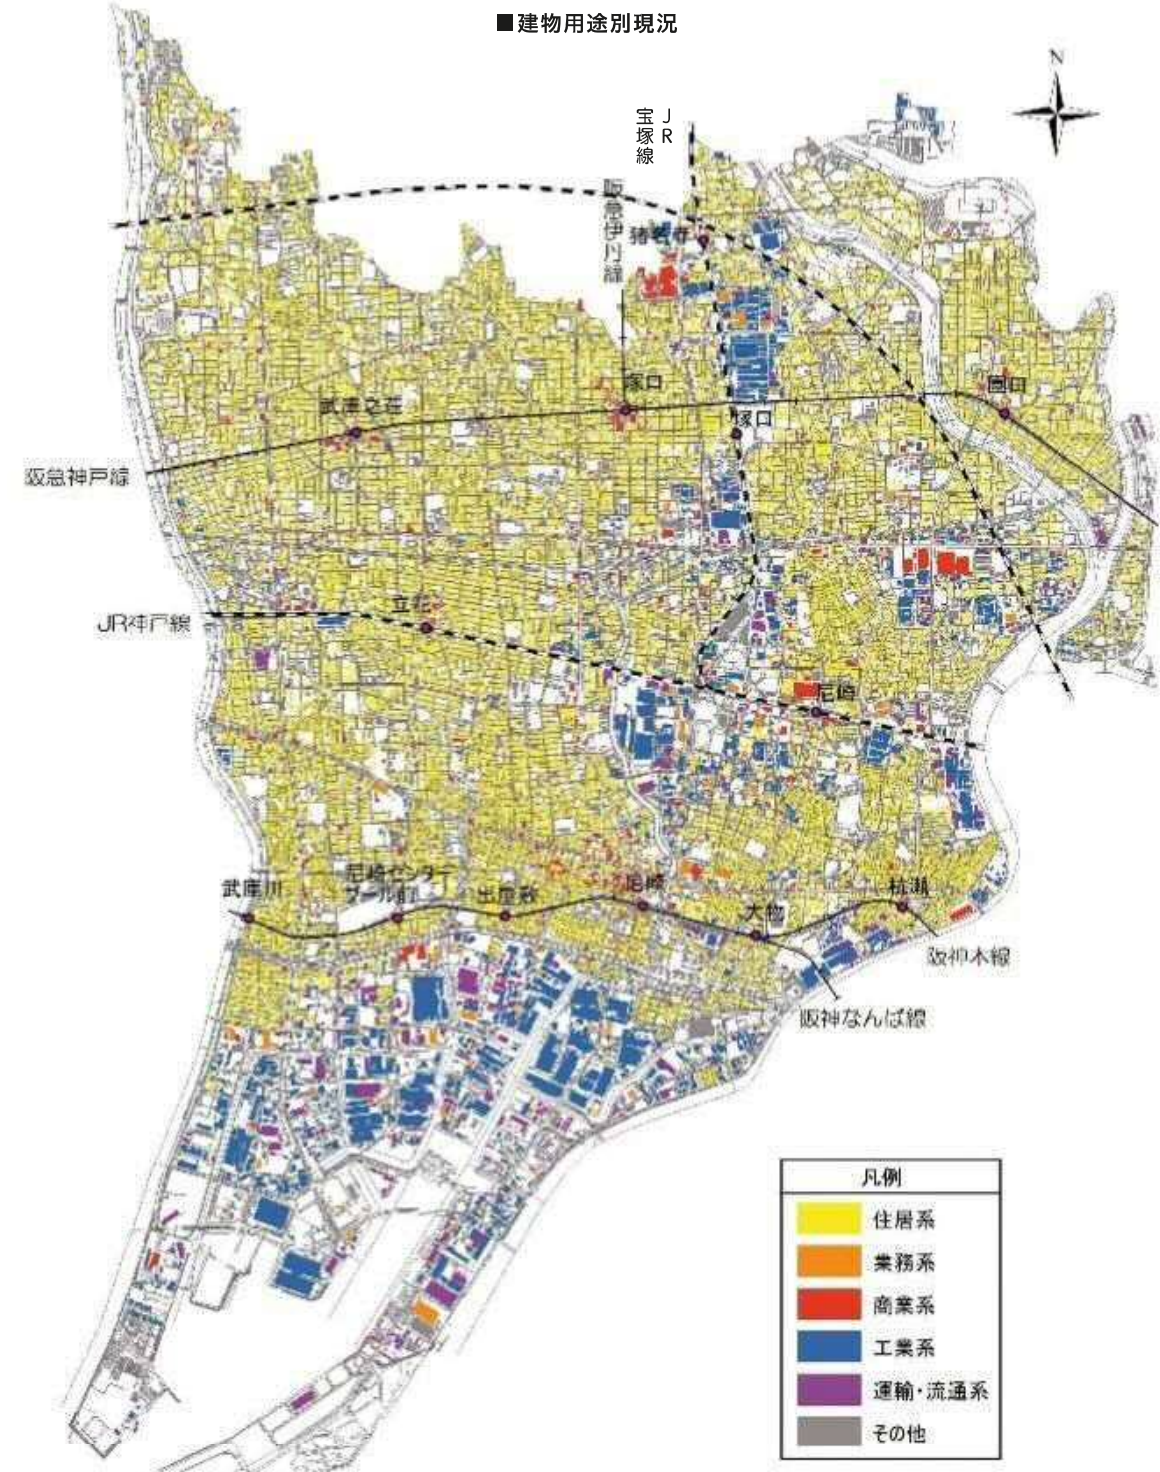 ■建物用途別現況
N
JR
宝塚線
阪急伊丹線
猪名寺
塚口
武庫之荘
園田
塚口
阪急神戸線
立花
JR神戸線
尼崎
武庫川
尼崎センター
プール前
出屋敷
尼崎
大物
杭瀬
阪神本線
阪神なんば線
凡例
住居系
業務系
商業系
工業系
運輸・流通系
その他